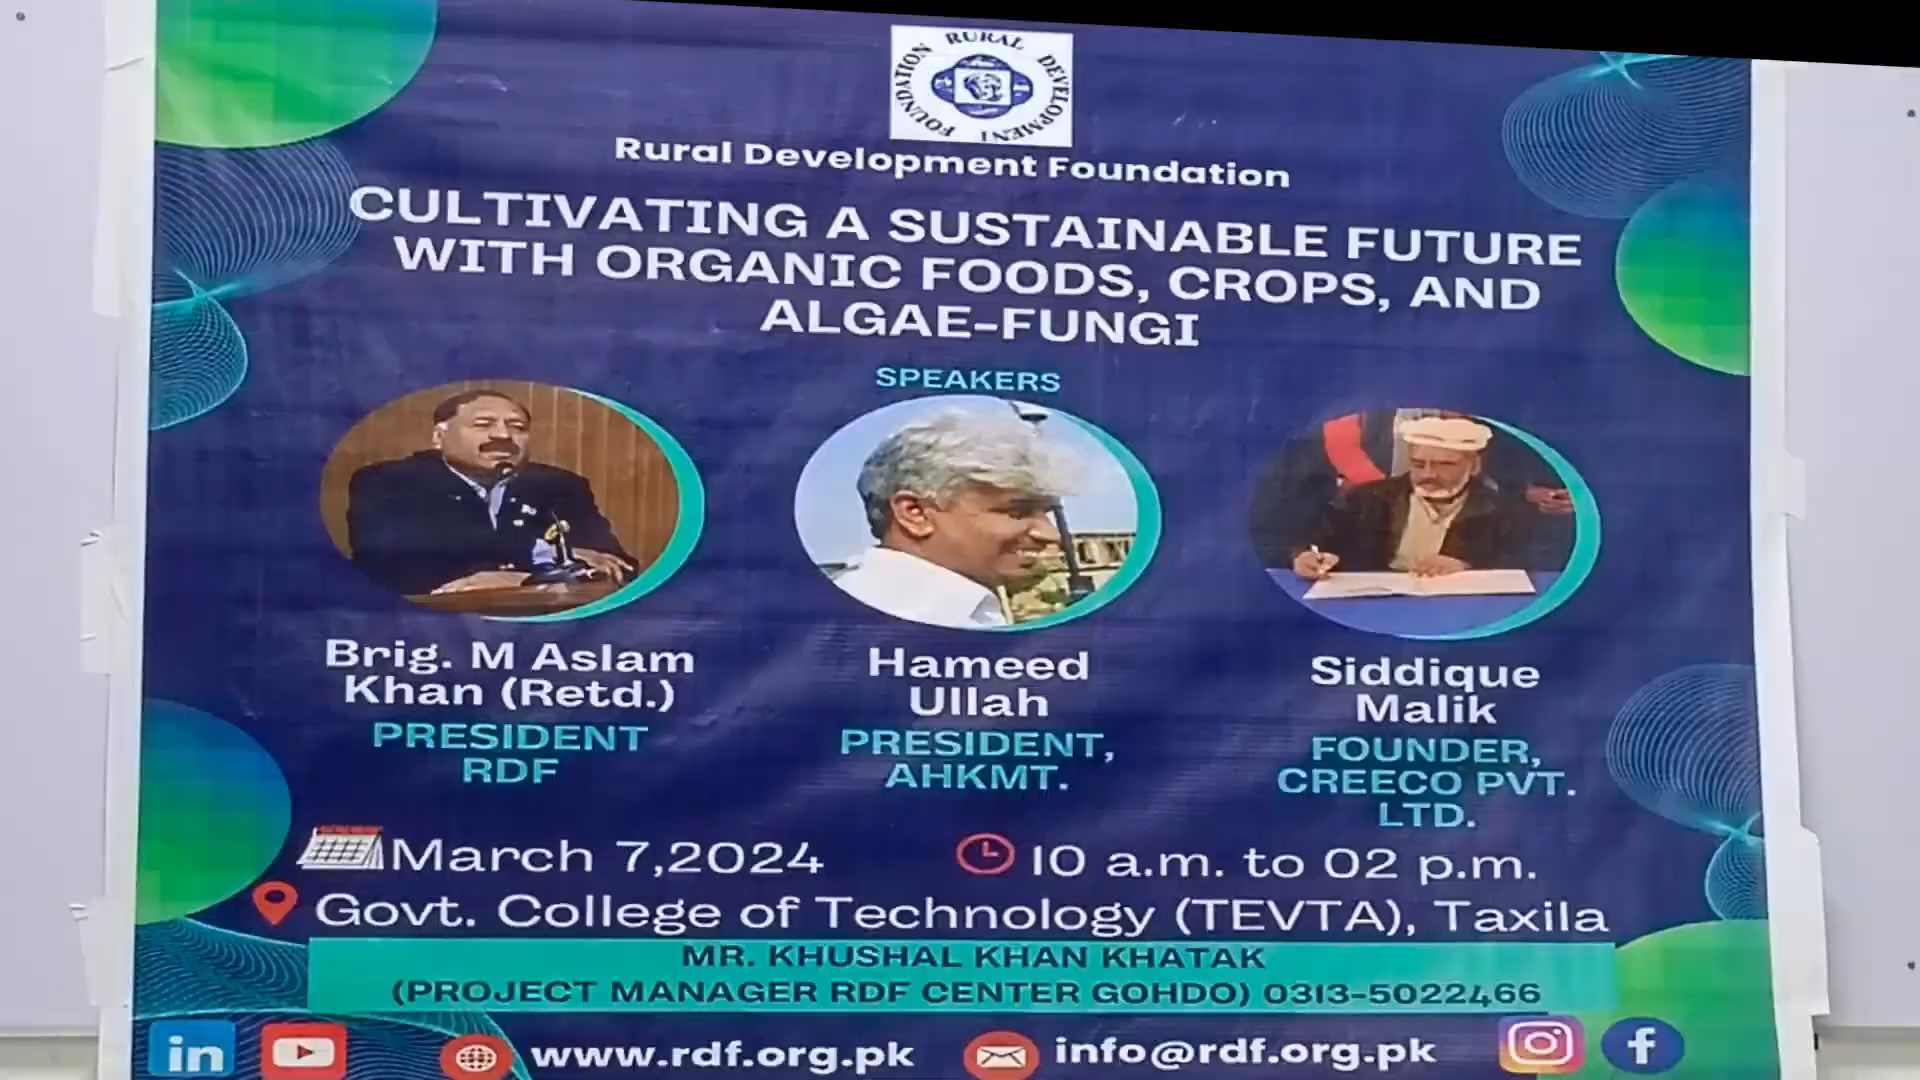 RURAL DEVELOPMENT FOUNDATION
Rural Development Foundation
CULTIVATING A SUSTAINABLE FUTURE
WITH ORGANIC FOODS, CROPS, AND
ALGAE-FUNGI
SPEAKERS
Brig. M Aslam
Khan (Retd.)
PRESIDENT
RDF
Hameed
Ullah
PRESIDENT,
AHKMT.
Siddique
Malik
FOUNDER,
CREECO PVT.
LTD.
March 7,2024
10 a.m. to 02 p.m.
Govt. College of Technology (TEVTA), Taxila
MR. KHUSHAL KHAN KHATAK
(PROJECT MANAGER RDF CENTER GOHDO) 0313-5022466
in
www.rdf.org.pk
info@rdf.org.pk
f